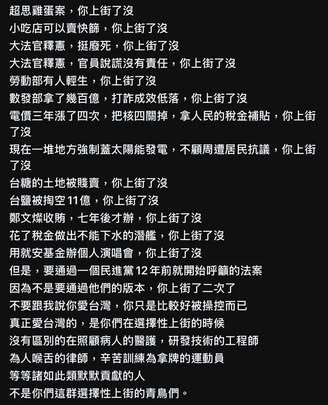 超思雞蛋案，你上街了沒
小吃店可以賣快篩，你上街了沒
大法官釋憲，挺廢死，你上街了沒
大法官釋憲，官員說謊沒有責任，你上街了沒
勞動部有人輕生，你上街了沒
數發部拿了幾百億，打詐成效低落，你上街了沒
電價三年漲了四次，把核四關掉，拿人民的稅金補貼，你上街
了沒
現在一堆地方強制蓋太陽能發電，不顧周遭居民抗議，你上街
了沒
台糖的土地被賤賣，你上街了沒
台鹽被掏空11億，你上街了沒
鄭文燦收賄，七年後才辦，你上街了沒
花了稅金做出不能下水的潛艦，你上街了沒
用就安基金辦個人演唱會，你上街了沒
但是，要通過一個民進黨12年前就開始呼籲的法案
因為不是要通過他們的版本，你上街了二次了
不要跟我說你愛台灣，你只是比較好被操控而已
真正愛台灣的，是你們在選擇性上街的時候
沒有區別的在照顧病人的醫護，研發技術的工程師
為人喉舌的律師，辛苦訓練為拿牌的運動員
等等諸如此類默默貢獻的人
不是你們這群選擇性上街的青鳥們。